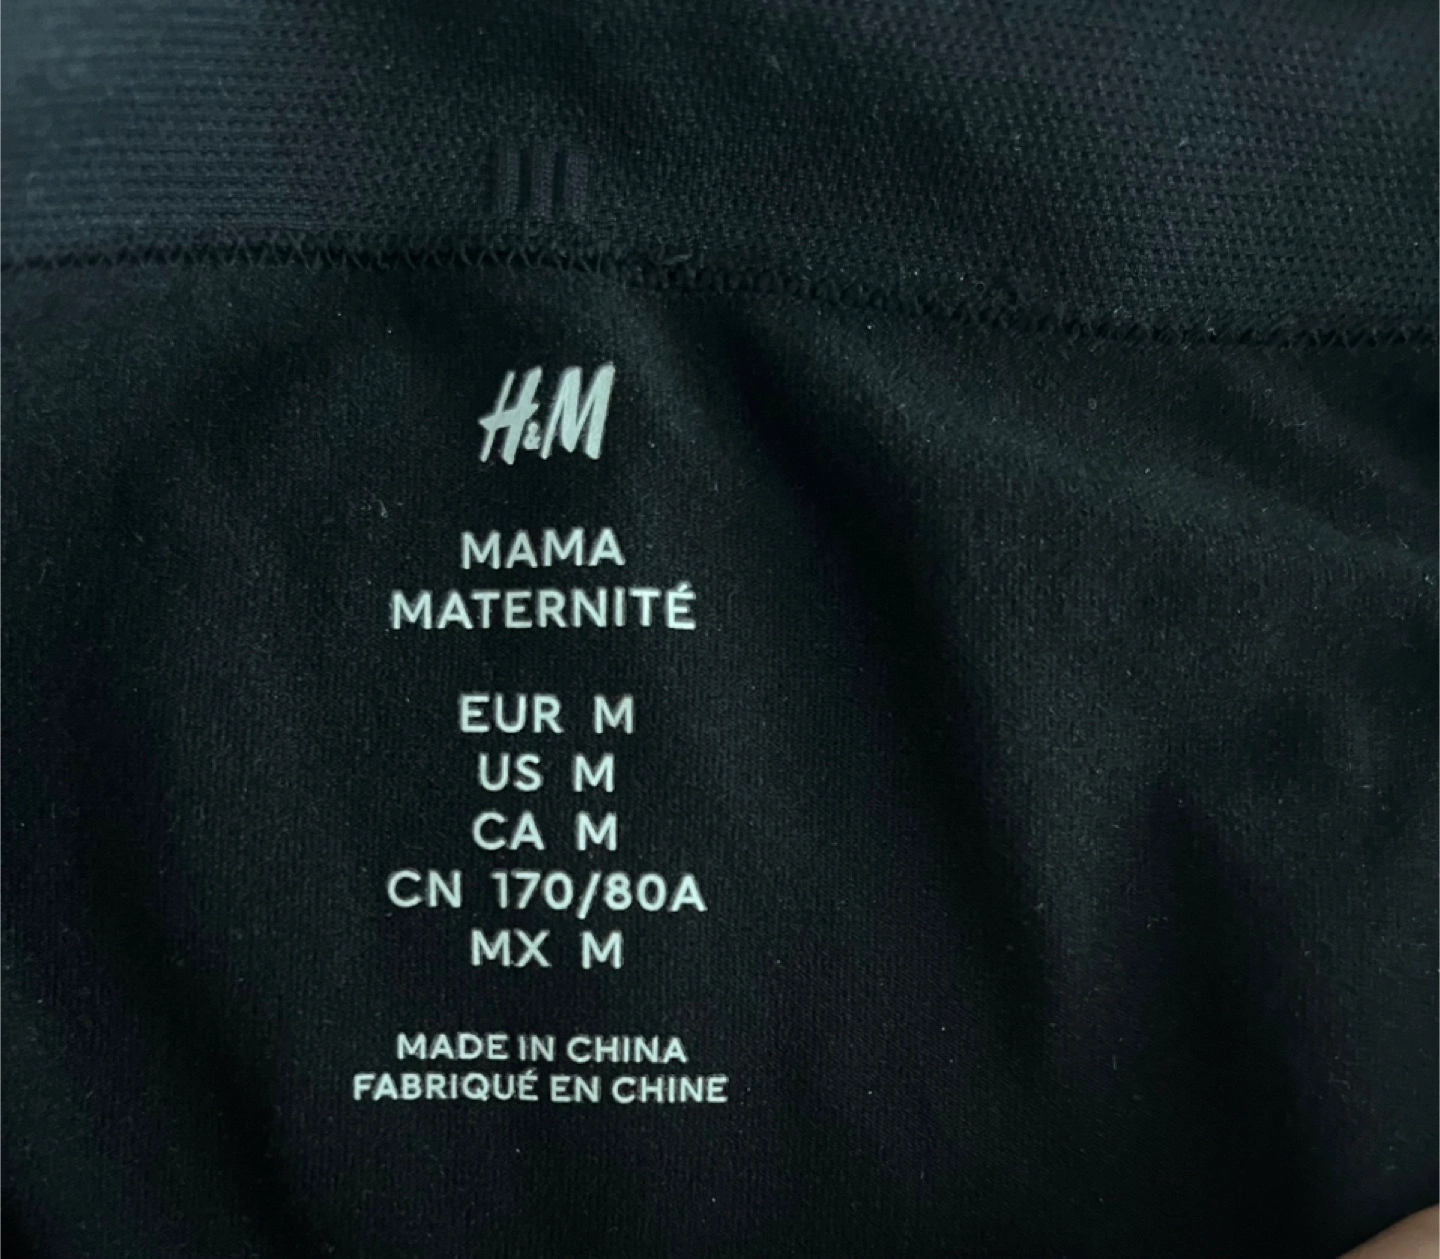 H&M
MAMA
MATERNITÉ
EUR M
US M
CA M
CN 170/80A
MX M
MADE IN CHINA
FABRIQUÉ EN CHINE